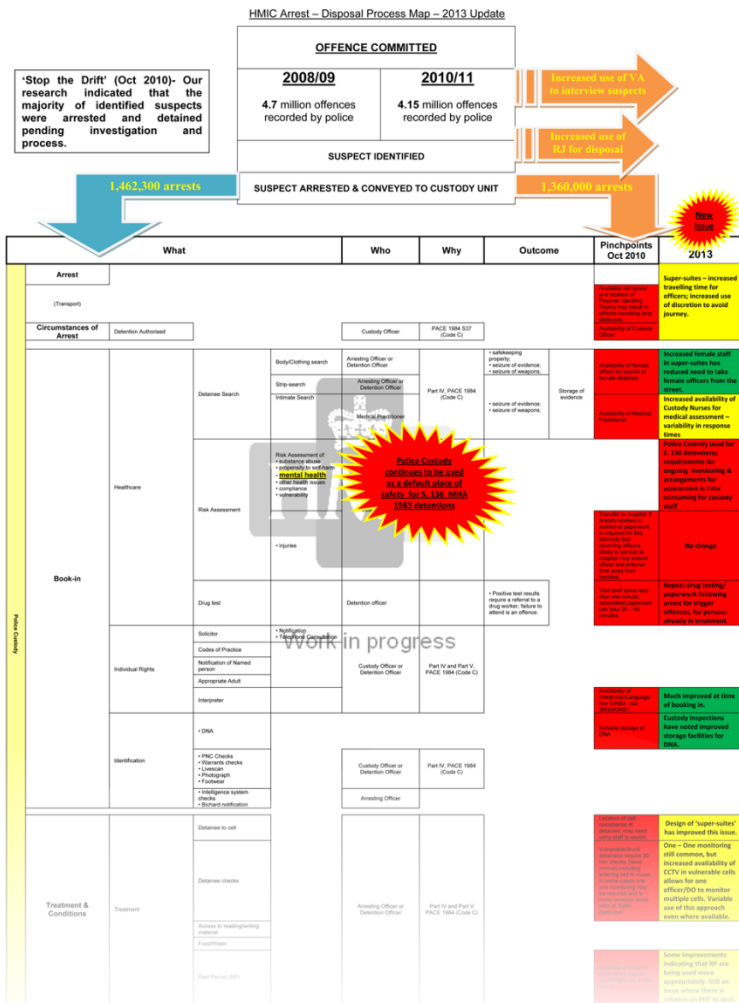 HMIC Arrest – Disposal Process Map – 2013 Update
OFFENCE COMMITTED
'Stop the Drift' (Oct 2010)- Our
research indicated that the
majority of identified suspects
were arrested and detained
pending investigation and
process.
2008/09
4.7 million offences
recorded by police
2010/11
4.15 million offences
recorded by police
Increased use of VA
to interview suspects
SUSPECT IDENTIFIED
Increased use of
RJ for disposal
1,462,300 arrests
SUSPECT ARRESTED & CONVEYED TO CUSTODY UNIT
1,360,000 arrests
New
Issue
What
Who
Why
Outcome
Pinchpoints
Oct 2010
2013
Police Custody
Arrest
(Transport)
Super-suites – increased
travelling time for
officers; increased use
of discretion to avoid
journey.
Circumstances of
Arrest
Detention Authorised
Custody Officer
PACE 1984 S37
(Code C)
Availability of Custody
Officer
Book-in
Healthcare
Detainee Search
Body/Clothing search
Arresting Officer or
Detention Officer
• safekeeping
property;
• seizure of evidence;
• seizure of weapons;
Availability of female
officer for search of
female detainee
Increased female staff
in super-suites has
reduced need to take
female officers from the
street.
Strip-search
Arresting Officer or
Detention Officer
Part IV, PACE 1984
(Code C)
Storage of
evidence
Intimate Search
Medical Practitioner
• seizure of evidence;
• seizure of weapons;
Availability of Medical
Practitioner
Increased availability of
Custody Nurses for
medical assessment –
variability in response
times
Risk Assessment
Risk Assessment of:
• substance abuse
• propensity to self-harm
• mental health
• other health issues
• compliance
• vulnerability
Police Custody
continues to be used
as a default place of
safety for S. 136 MHA
1983 detentions
Police Custody used for
S. 136 detentions;
requirements for
ongoing monitoring &
arrangements for
assessment is time
consuming for custody
staff
• injuries
No change
Drug test
Detention officer
• Positive test results
require a referral to a
drug worker; failure to
attend is an offence.
Repeat drug testing/
paperwork following
arrest for trigger
offences, for persons
already in treatment.
Work in progress
Individual Rights
Solicitor
• Notification
• Telephone Consultation
Codes of Practice
Notification of Named
person
Appropriate Adult
Interpreter
Custody Officer or
Detention Officer
Part IV and Part V,
PACE 1984 (Code C)
Much improved at time
of booking in.
Identification
• DNA
Suitable storage of
DNA
Custody Inspections
have noted improved
storage facilities for
DNA.
• PNC Checks
• Warrants checks
• Livescan
• Photograph
• Footwear
Custody Officer or
Detention Officer
Part IV, PACE 1984
(Code C)
• Intelligence system
checks
• Bichard notification
Arresting Officer
Treatment &
Conditions
Treatment
Detainee to cell
Design of 'super-suites'
has improved this issue.
Detainee checks
Arresting Officer or
Detention Officer
Part IV and Part V
PACE 1984 (Code C)
One – One monitoring
still common, but
increased availability of
CCTV in vulnerable cells
allows for one
officer/DO to monitor
multiple cells. Variable
use of this approach
even where available.
Access to reading/writing
material
Food/Water
Rest Period (RP)
Some improvements
indicating that RP are
being used more
appropriately. Still an
issue where there is